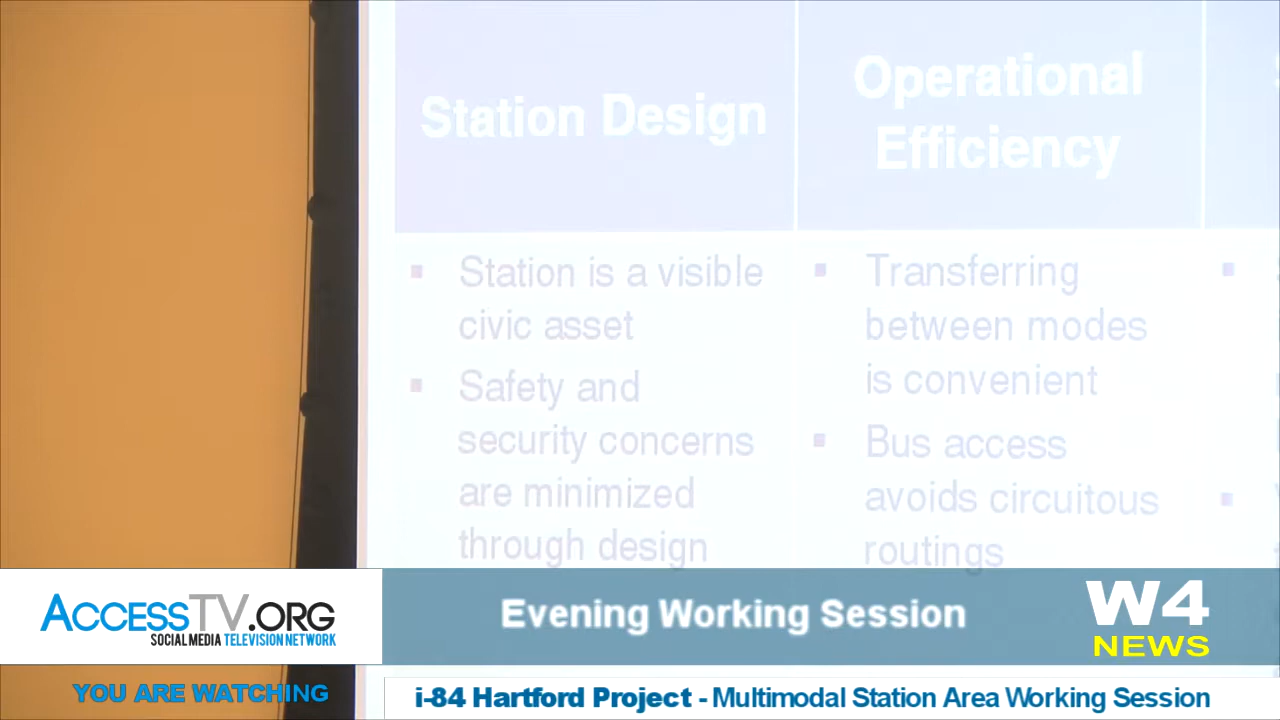 Station Design
Operational
Efficiency
▪ Station is a visible
civic asset
▪ Safety and
security concerns
are minimized
through design
▪ Transferring
between modes
is convenient
▪ Bus access
avoids circuitous
routings
ACCESSTV.ORG
SOCIAL MEDIA TELEVISION NETWORK
Evening Working Session
W4
NEWS
YOU ARE WATCHING
i-84 Hartford Project - Multimodal Station Area Working Session